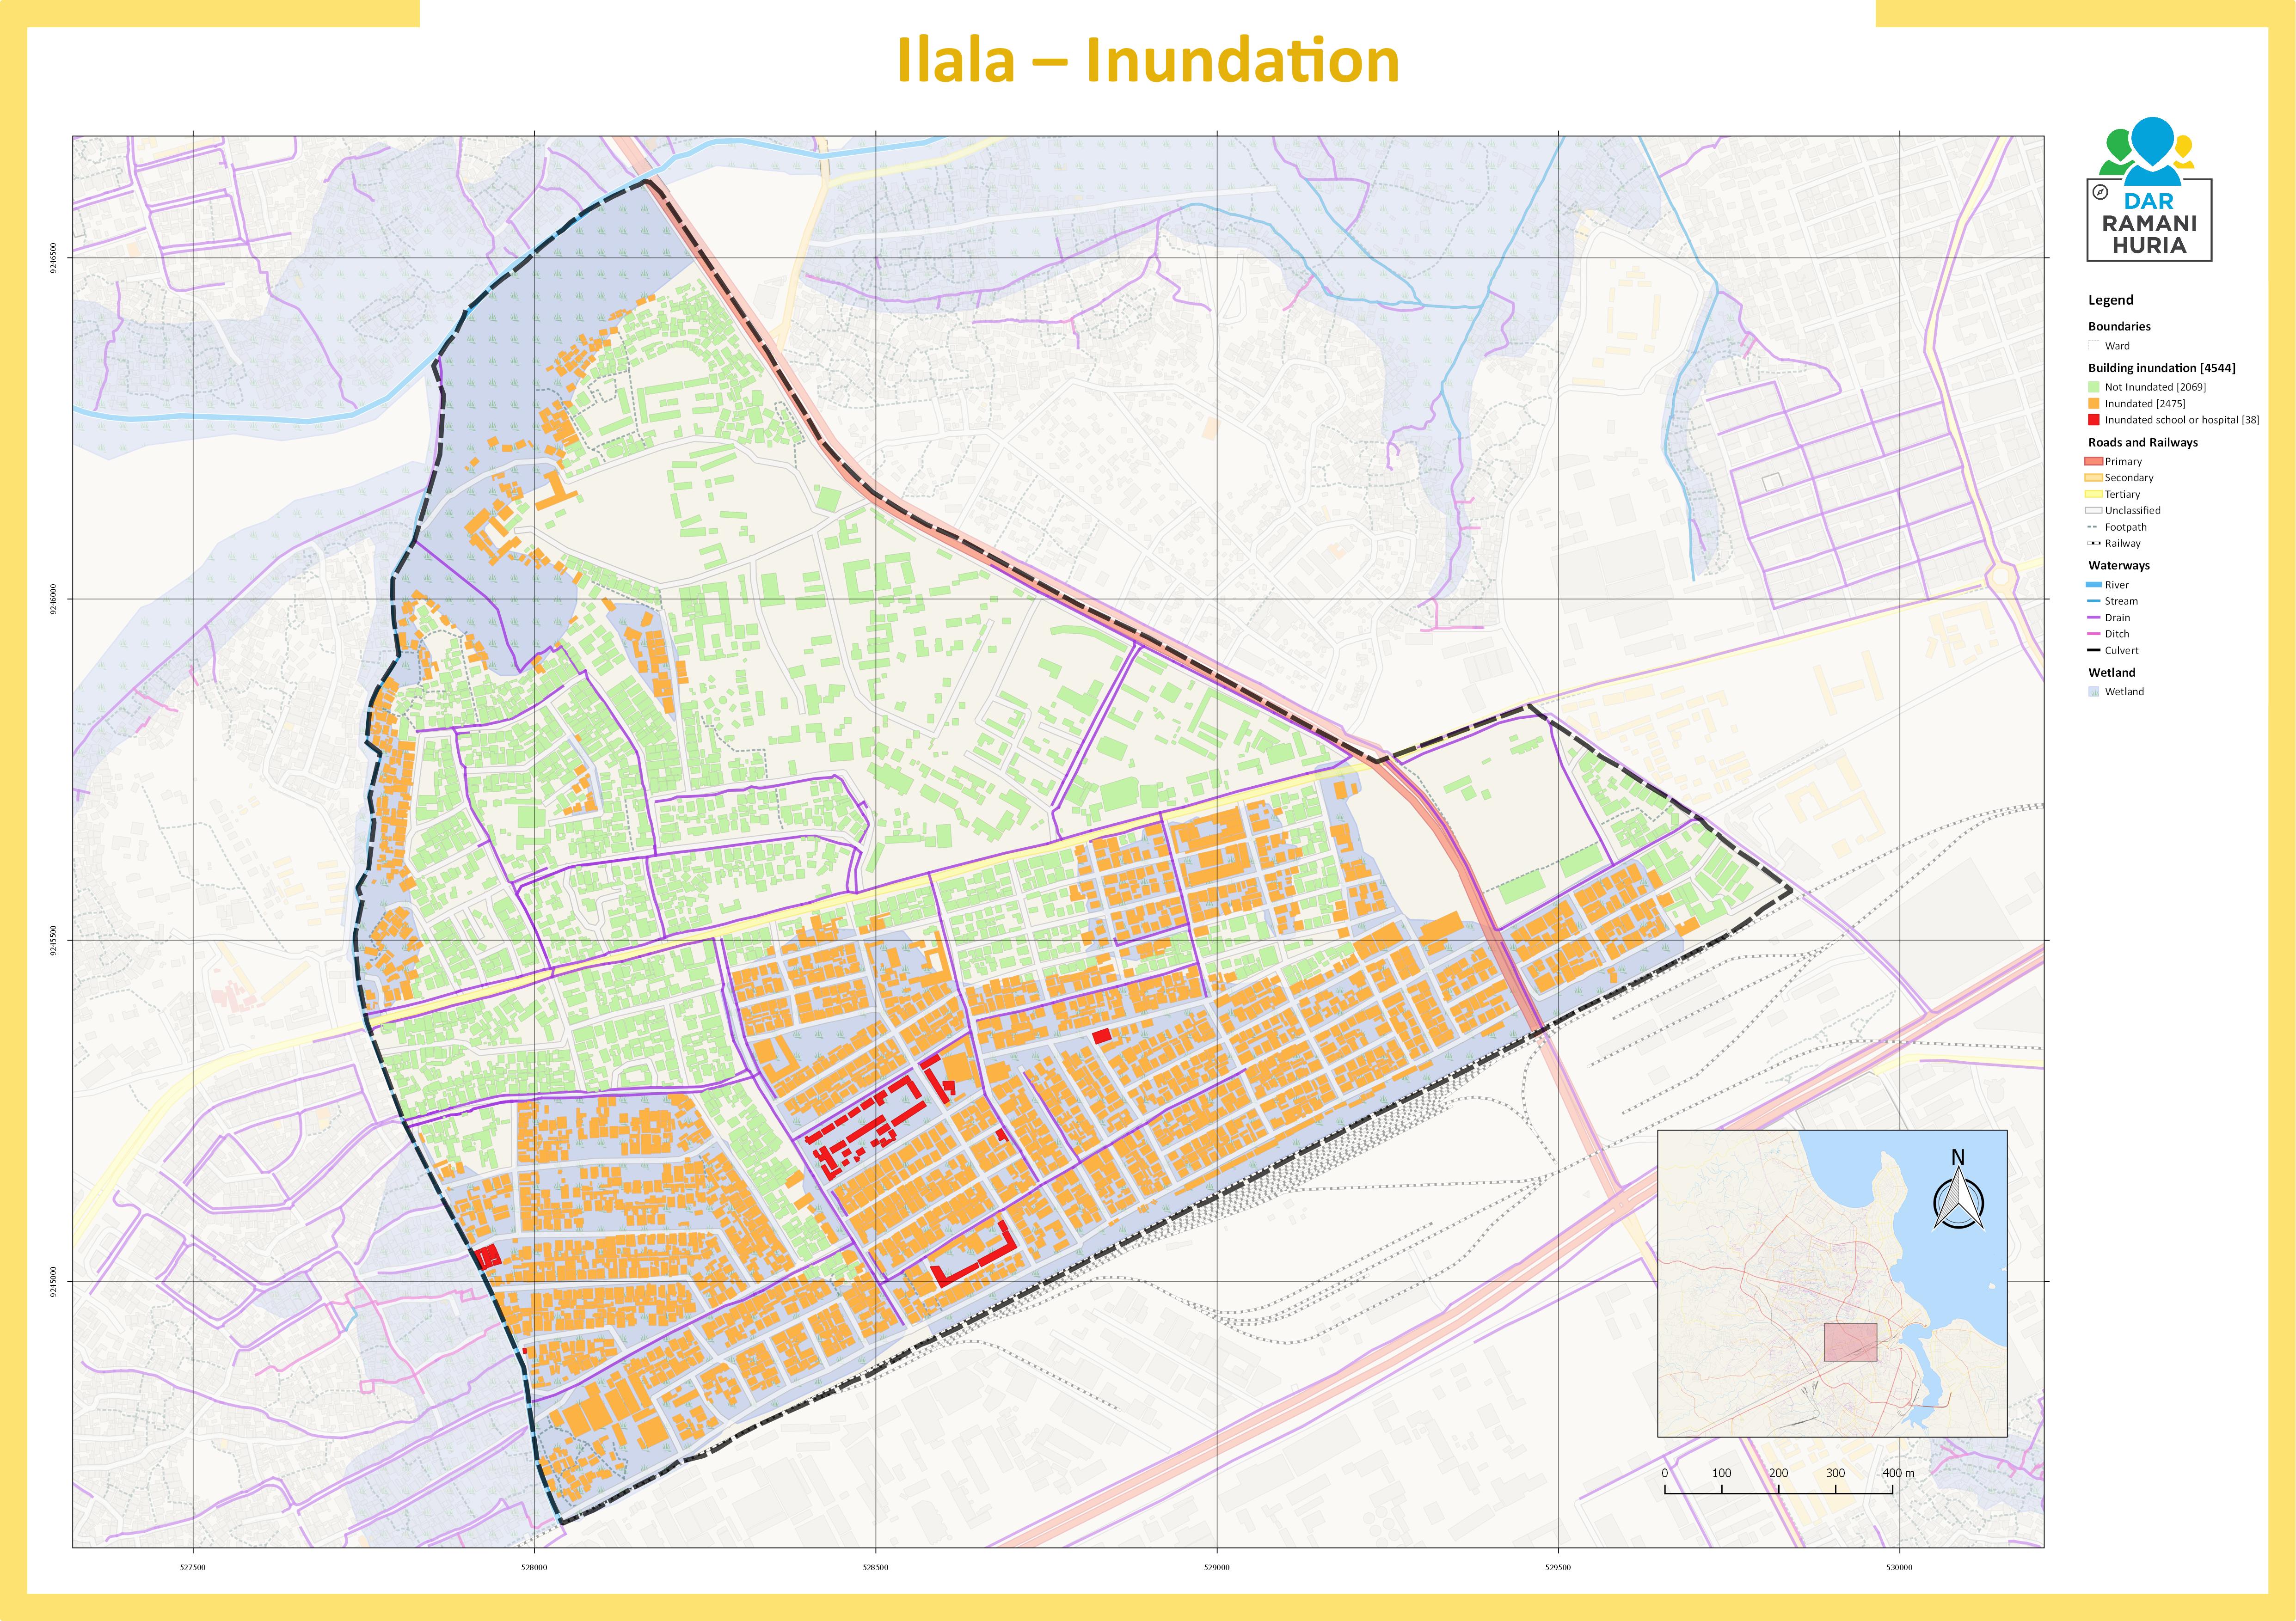 Ilala – Inundation
DAR
RAMANI
HURIA
Legend
Boundaries
Ward
Building inundation [4544]
Not Inundated [2069]
Inundated [2475]
Inundated school or hospital [38]
Roads and Railways
Primary
Secondary
Tertiary
Unclassified
Footpath
Railway
Waterways
River
Stream
Drain
Ditch
Culvert
Wetland
Wetland
9246500
9246000
9245500
9245000
N
0 100 200 300 400 m
527500 528000 528500 529000 529500 530000